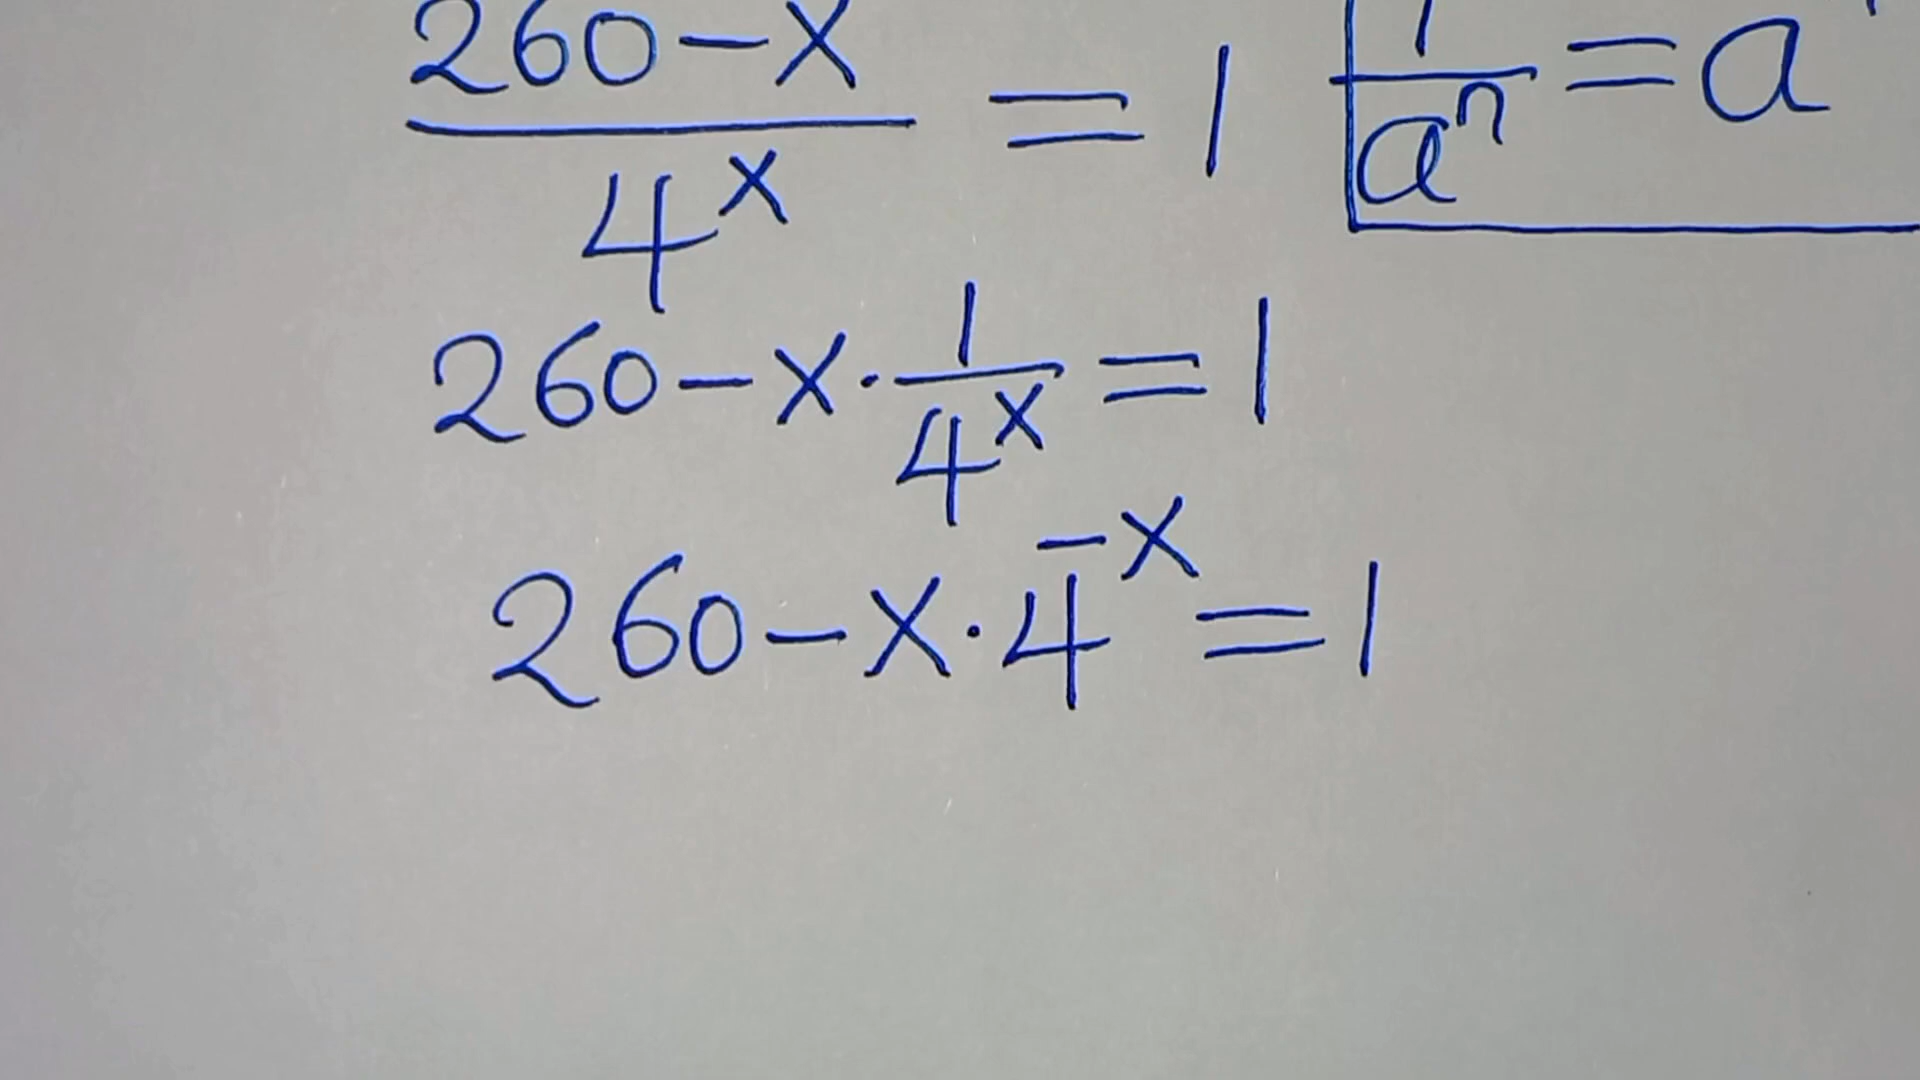 260-x/4^x = 1
1/a^n = a
260-x·1/4^x = 1
260-x·4^-x = 1